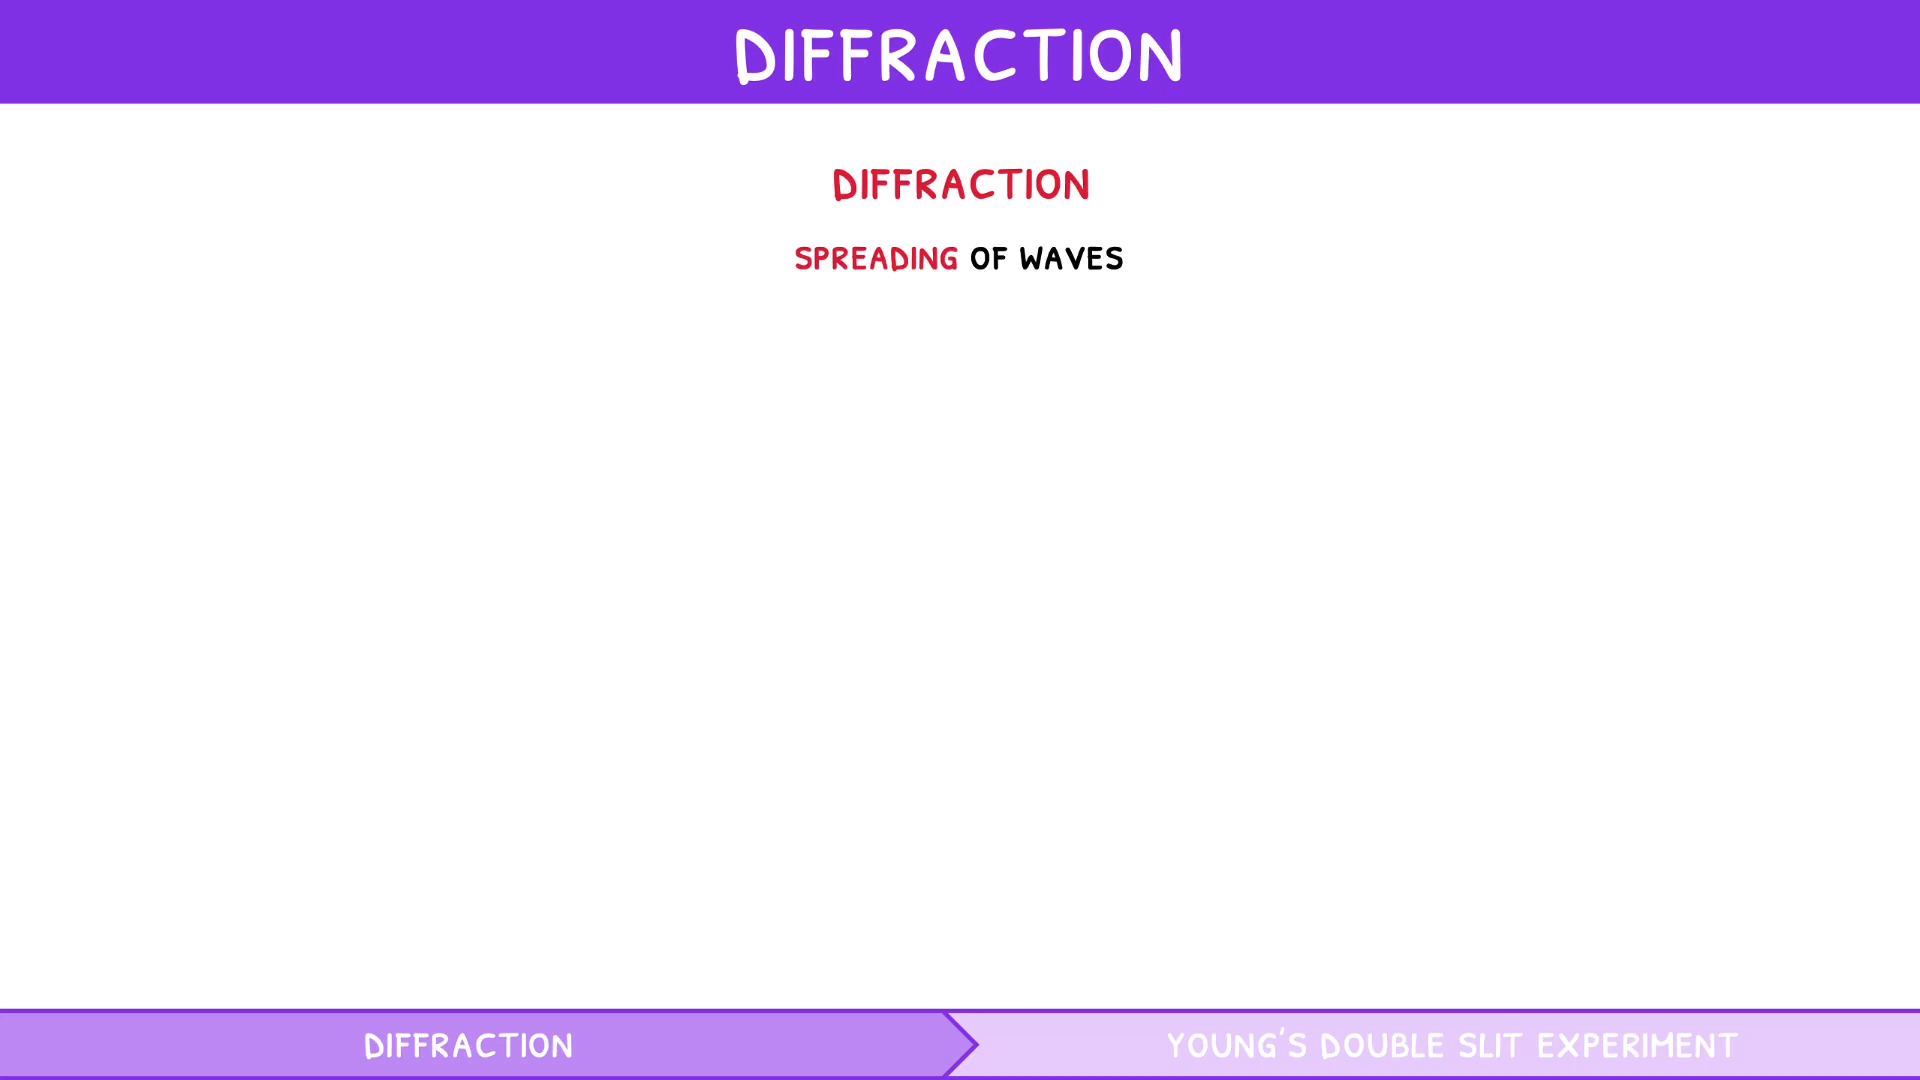 DIFFRACTION
DIFFRACTION
SPREADING OF WAVES
DIFFRACTION
YOUNG'S DOUBLE SLIT EXPERIMENT